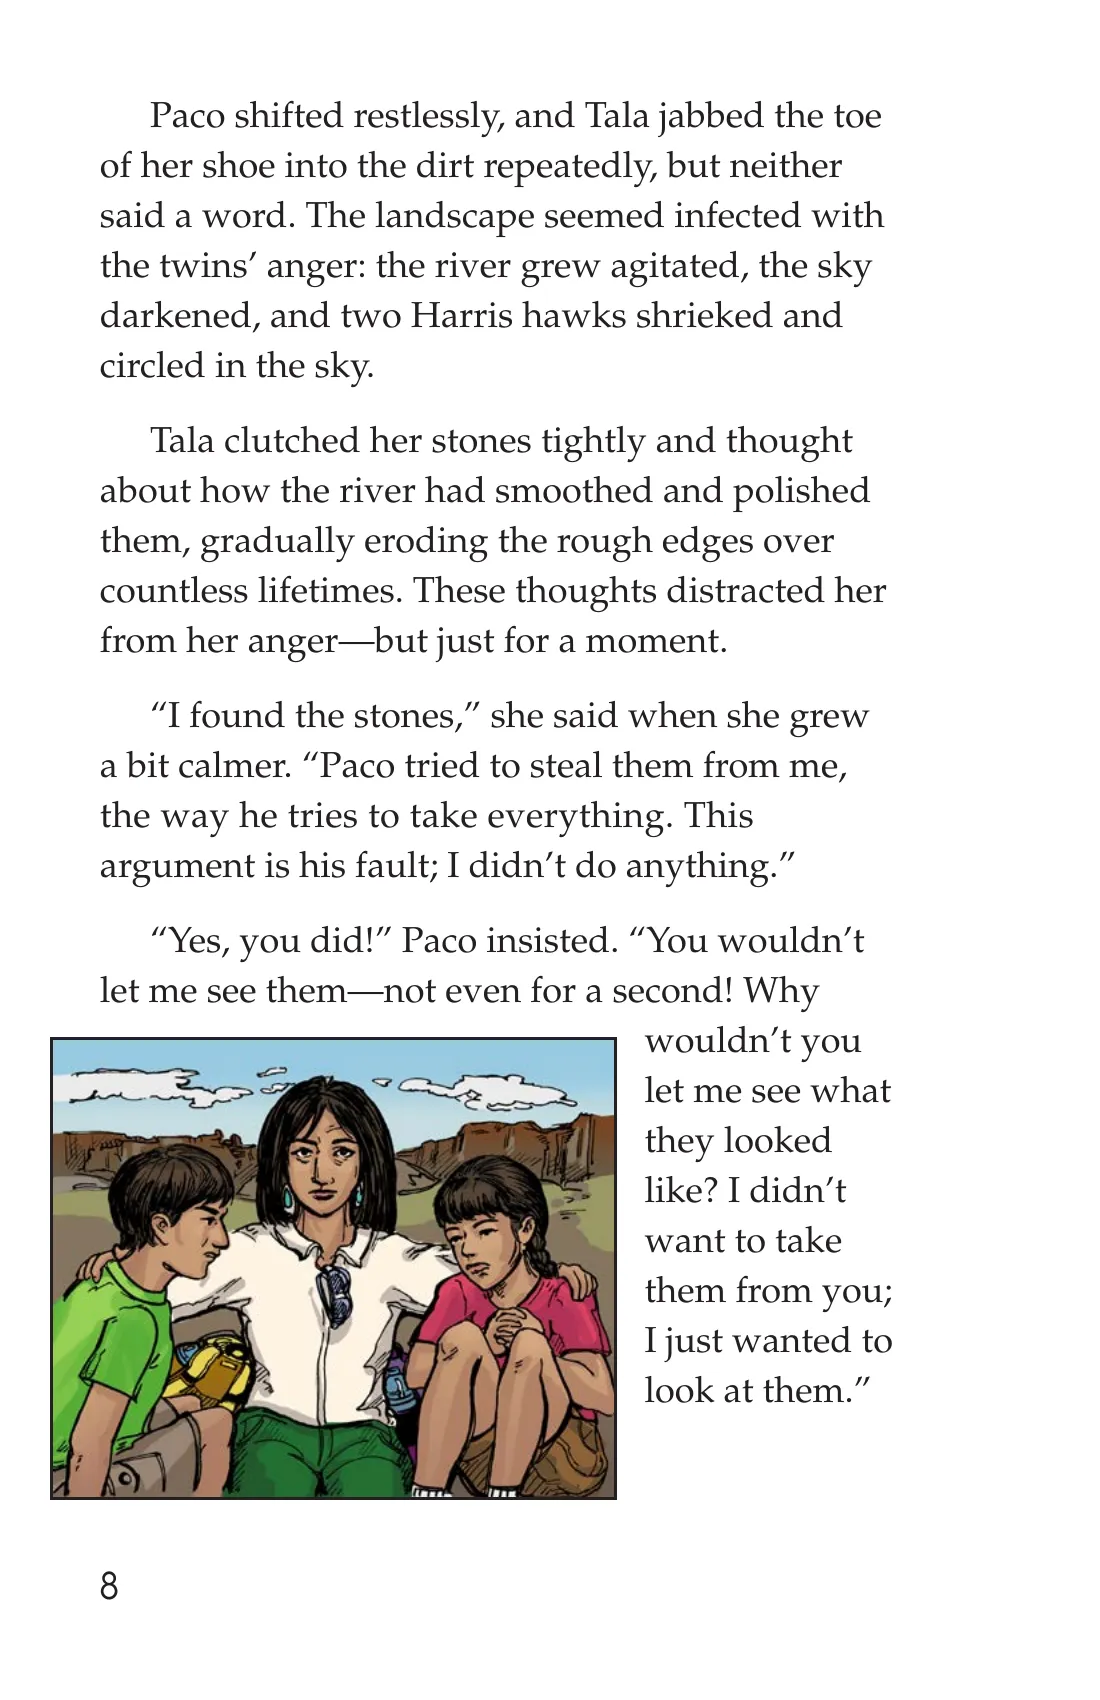 Paco shifted restlessly, and Tala jabbed the toe
of her shoe into the dirt repeatedly, but neither
said a word. The landscape seemed infected with
the twins’ anger: the river grew agitated, the sky
darkened, and two Harris hawks shrieked and
circled in the sky.
Tala clutched her stones tightly and thought
about how the river had smoothed and polished
them, gradually eroding the rough edges over
countless lifetimes. These thoughts distracted her
from her anger—but just for a moment.
“I found the stones,” she said when she grew
a bit calmer. “Paco tried to steal them from me,
the way he tries to take everything. This
argument is his fault; I didn’t do anything.”
“Yes, you did!” Paco insisted. “You wouldn’t
let me see them—not even for a second! Why
wouldn’t you
let me see what
they looked
like? I didn’t
want to take
them from you;
I just wanted to
look at them.”
8